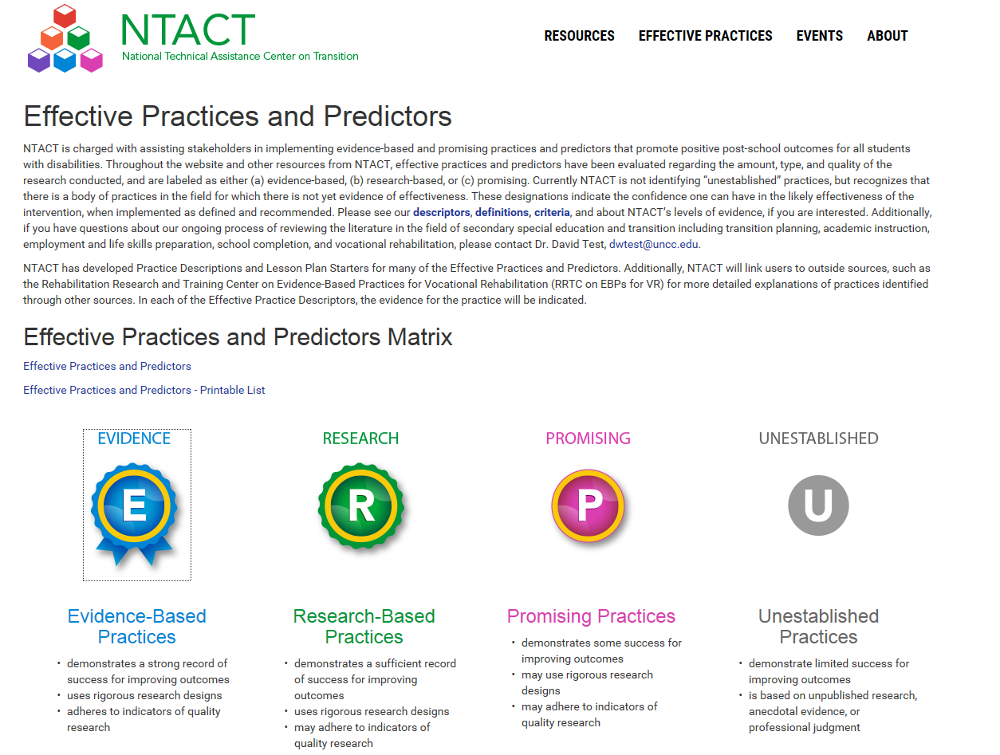 NTACT
National Technical Assistance Center on Transition
RESOURCES EFFECTIVE PRACTICES EVENTS ABOUT
Effective Practices and Predictors
NTACT is charged with assisting stakeholders in implementing evidence-based and promising practices and predictors that promote positive post-school outcomes for all students
with disabilities. Throughout the website and other resources from NTACT, effective practices and predictors have been evaluated regarding the amount, type, and quality of the
research conducted, and are labeled as either (a) evidence-based, (b) research-based, or (c) promising. Currently NTACT is not identifying “unestablished” practices, but recognizes that
there is a body of practices in the field for which there is not yet evidence of effectiveness. These designations indicate the confidence one can have in the likely effectiveness of the
intervention, when implemented as defined and recommended. Please see our descriptors, definitions, criteria, and about NTACT’s levels of evidence, if you are interested. Additionally,
if you have questions about our ongoing process of reviewing the literature in the field of secondary special education and transition including transition planning, academic instruction,
employment and life skills preparation, school completion, and vocational rehabilitation, please contact Dr. David Test, dwtest@uncc.edu.
NTACT has developed Practice Descriptions and Lesson Plan Starters for many of the Effective Practices and Predictors. Additionally, NTACT will link users to outside sources, such as
the Rehabilitation Research and Training Center on Evidence-Based Practices for Vocational Rehabilitation (RRTC on EBPs for VR) for more detailed explanations of practices identified
through other sources. In each of the Effective Practice Descriptors, the evidence for the practice will be indicated.
Effective Practices and Predictors Matrix
Effective Practices and Predictors
Effective Practices and Predictors - Printable List
EVIDENCE
E
Evidence-Based
Practices
• demonstrates a strong record of
success for improving outcomes
• uses rigorous research designs
• adheres to indicators of quality
research
RESEARCH
R
Research-Based
Practices
• demonstrates a sufficient record
of success for improving
outcomes
• uses rigorous research designs
• may adhere to indicators of
quality research
PROMISING
P
Promising Practices
• demonstrates some success for
improving outcomes
• may use rigorous research
designs
• may adhere to indicators of
quality research
UNESTABLISHED
U
Unestablished
Practices
• demonstrate limited success for
improving outcomes
• is based on unpublished research,
anecdotal evidence, or
professional judgment